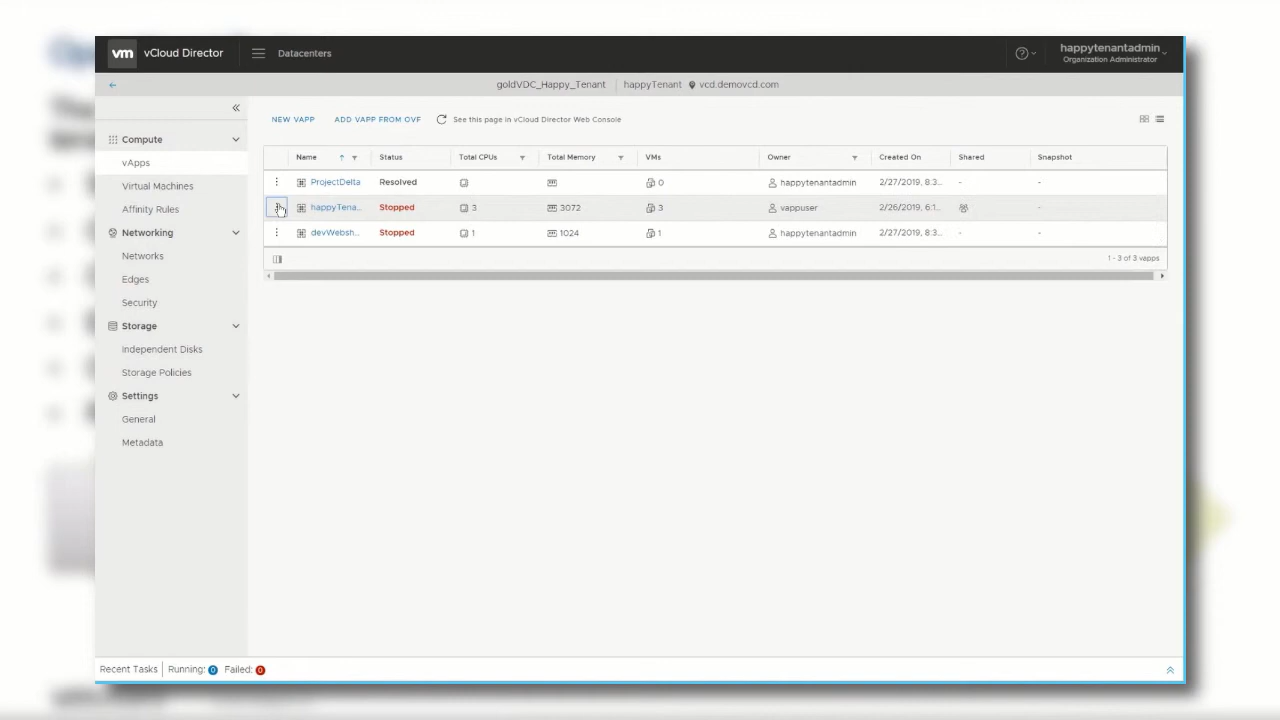 vm vCloud Director Datacenters happytenantadmin
Organization Administrator
goldVDC_Happy_Tenant happyTenant vcd.demovcd.com
NEW VAPP ADD VAPP FROM OVF See this page in vCloud Director Web Console
Compute
vApps
Virtual Machines
Affinity Rules
Networking
Networks
Edges
Security
Storage
Independent Disks
Storage Policies
Settings
General
Metadata
Name Status Total CPUs Total Memory VMs Owner Created On Shared Snapshot
ProjectDelta Resolved 0 happytenantadmin 2/27/2019, 8:3... - -
happyTena... Stopped 3 3072 3 vappuser 2/26/2019, 6:1... -
devWebsh... Stopped 1 1024 1 happytenantadmin 2/27/2019, 8:3... - -
1 - 3 of 3 vapps
Recent Tasks Running: 0 Failed: 0